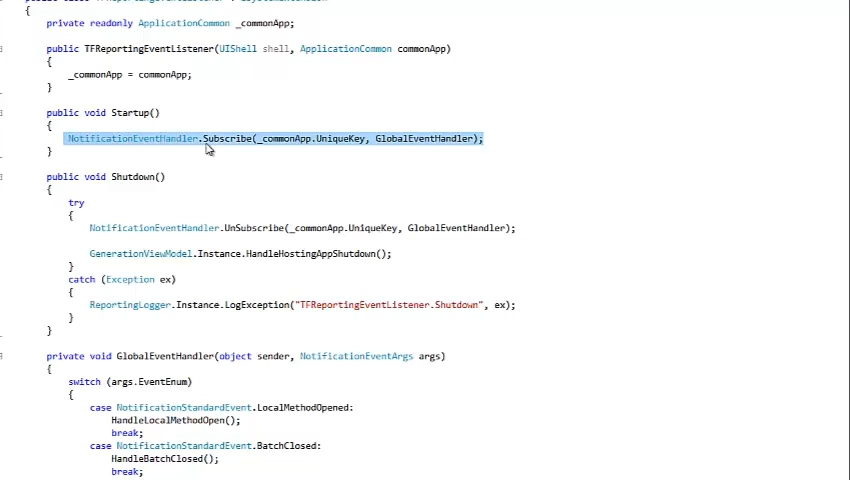 {
private readonly ApplicationCommon _commonApp;
public TFReportingEventListener(UIShell shell, ApplicationCommon commonApp)
{
_commonApp = commonApp;
}
public void Startup()
{
NotificationEventHandler.Subscribe(_commonApp.UniqueKey, GlobalEventHandler);
}
public void Shutdown()
{
try
{
NotificationEventHandler.UnSubscribe(_commonApp.UniqueKey, GlobalEventHandler);
GenerationViewModel.Instance.HandleHostingAppShutdown();
}
catch (Exception ex)
{
ReportingLogger.Instance.LogException("TFReportingEventListener.Shutdown", ex);
}
}
private void GlobalEventHandler(object sender, NotificationEventArgs args)
{
switch (args.EventEnum)
{
case NotificationStandardEvent.LocalMethodOpened:
HandleLocalMethodOpen();
break;
case NotificationStandardEvent.BatchClosed:
HandleBatchClosed();
break;